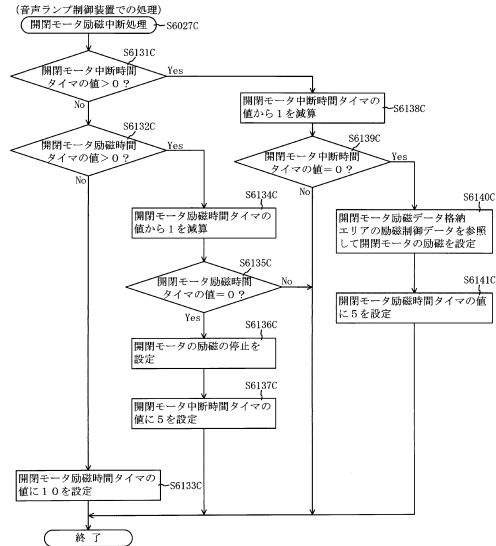 (音声ランプ制御装置での処理)
開閉モータ励磁中断処理
S6027C
S6131C
開閉モータ中断時間
タイマの値>0?
Yes
No
S6132C
開閉モータ励磁時間
タイマの値>0?
Yes
No
S6138C
開閉モータ中断時間タイマの
値から1を減算
S6139C
開閉モータ中断時間
タイマの値=0?
Yes
No
S6134C
開閉モータ励磁時間タイマの
値から1を減算
S6140C
開閉モータ励磁データ格納
エリアの励磁制御データを参照
して開閉モータの励磁を設定
S6135C
開閉モータ励磁時間
タイマの値=0?
No
Yes
S6141C
開閉モータ励磁時間タイマの値
に5を設定
S6136C
開閉モータの励磁の停止を
設定
S6137C
開閉モータ中断時間タイマの
値に5を設定
開閉モータ励磁時間タイマの
値に10を設定
S6133C
終了